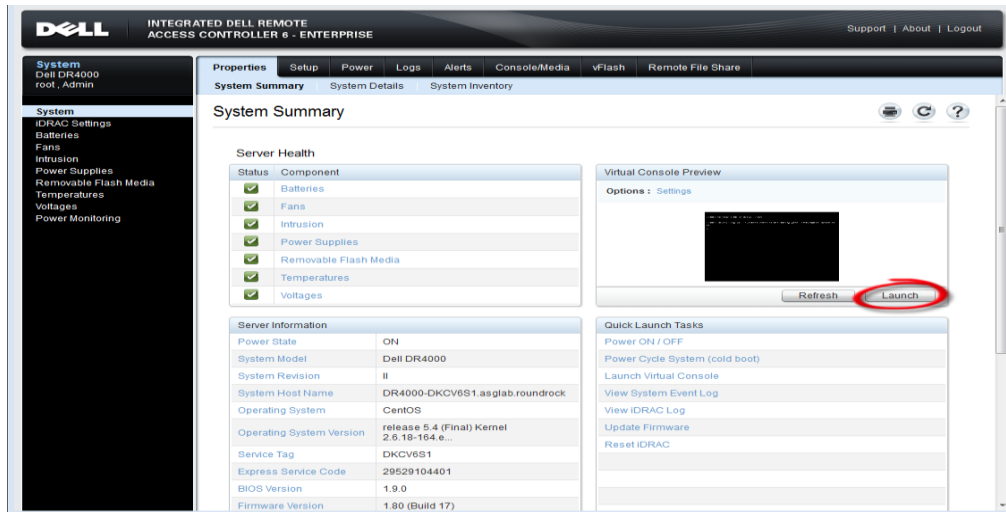 DELL
INTEGRATED DELL REMOTE
ACCESS CONTROLLER 6 - ENTERPRISE
Support | About | Logout
System
Dell DR4000
root , Admin
System
iDRAC Settings
Batteries
Fans
Intrusion
Power Supplies
Removable Flash Media
Temperatures
Voltages
Power Monitoring
Properties Setup Power Logs Alerts Console/Media vFlash Remote File Share
System Summary System Details System Inventory
System Summary
Server Health
Status Component
Batteries
Fans
Intrusion
Power Supplies
Removable Flash Media
Temperatures
Voltages
Virtual Console Preview
Options : Settings
Refresh Launch
Server Information
Power State ON
System Model Dell DR4000
System Revision II
System Host Name DR4000-DKCV6S1.asglab.roundrock
Operating System CentOS
Operating System Version release 5.4 (Final) Kernel
2.6.18-164.e...
Service Tag DKCV6S1
Express Service Code 29529104401
BIOS Version 1.9.0
Firmware Version 1.80 (Build 17)
Quick Launch Tasks
Power ON / OFF
Power Cycle System (cold boot)
Launch Virtual Console
View System Event Log
View iDRAC Log
Update Firmware
Reset iDRAC